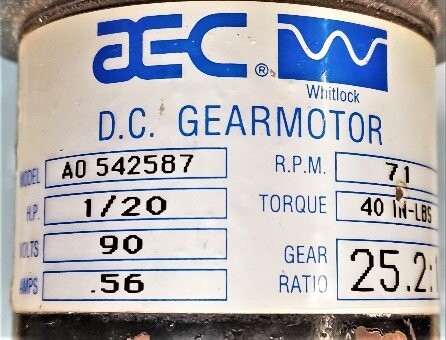 AEC ®
Whitlock
D.C. GEARMOTOR
MODEL AO 542587 R.P.M. 71
H.P. 1/20 TORQUE 40 IN-LBS
VOLTS 90 GEAR
AMPS .56 RATIO 25.2: